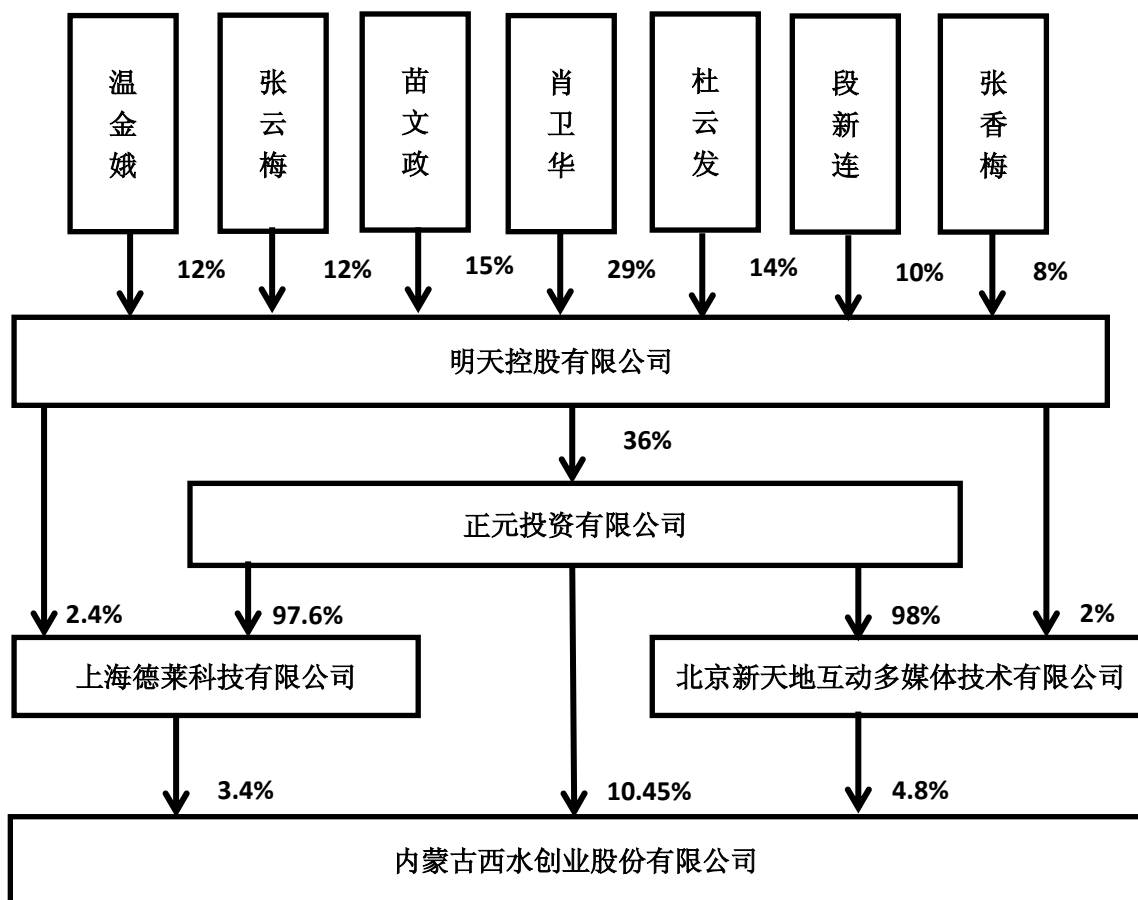 温金娥
张云梅
苗文政
肖卫华
杜云发
段新连
张香梅
12%
12%
15%
29%
14%
10%
8%
明天控股有限公司
36%
正元投资有限公司
2.4%
97.6%
98%
2%
上海德莱科技有限公司
北京新天地互动多媒体技术有限公司
3.4%
10.45%
4.8%
内蒙古西水创业股份有限公司